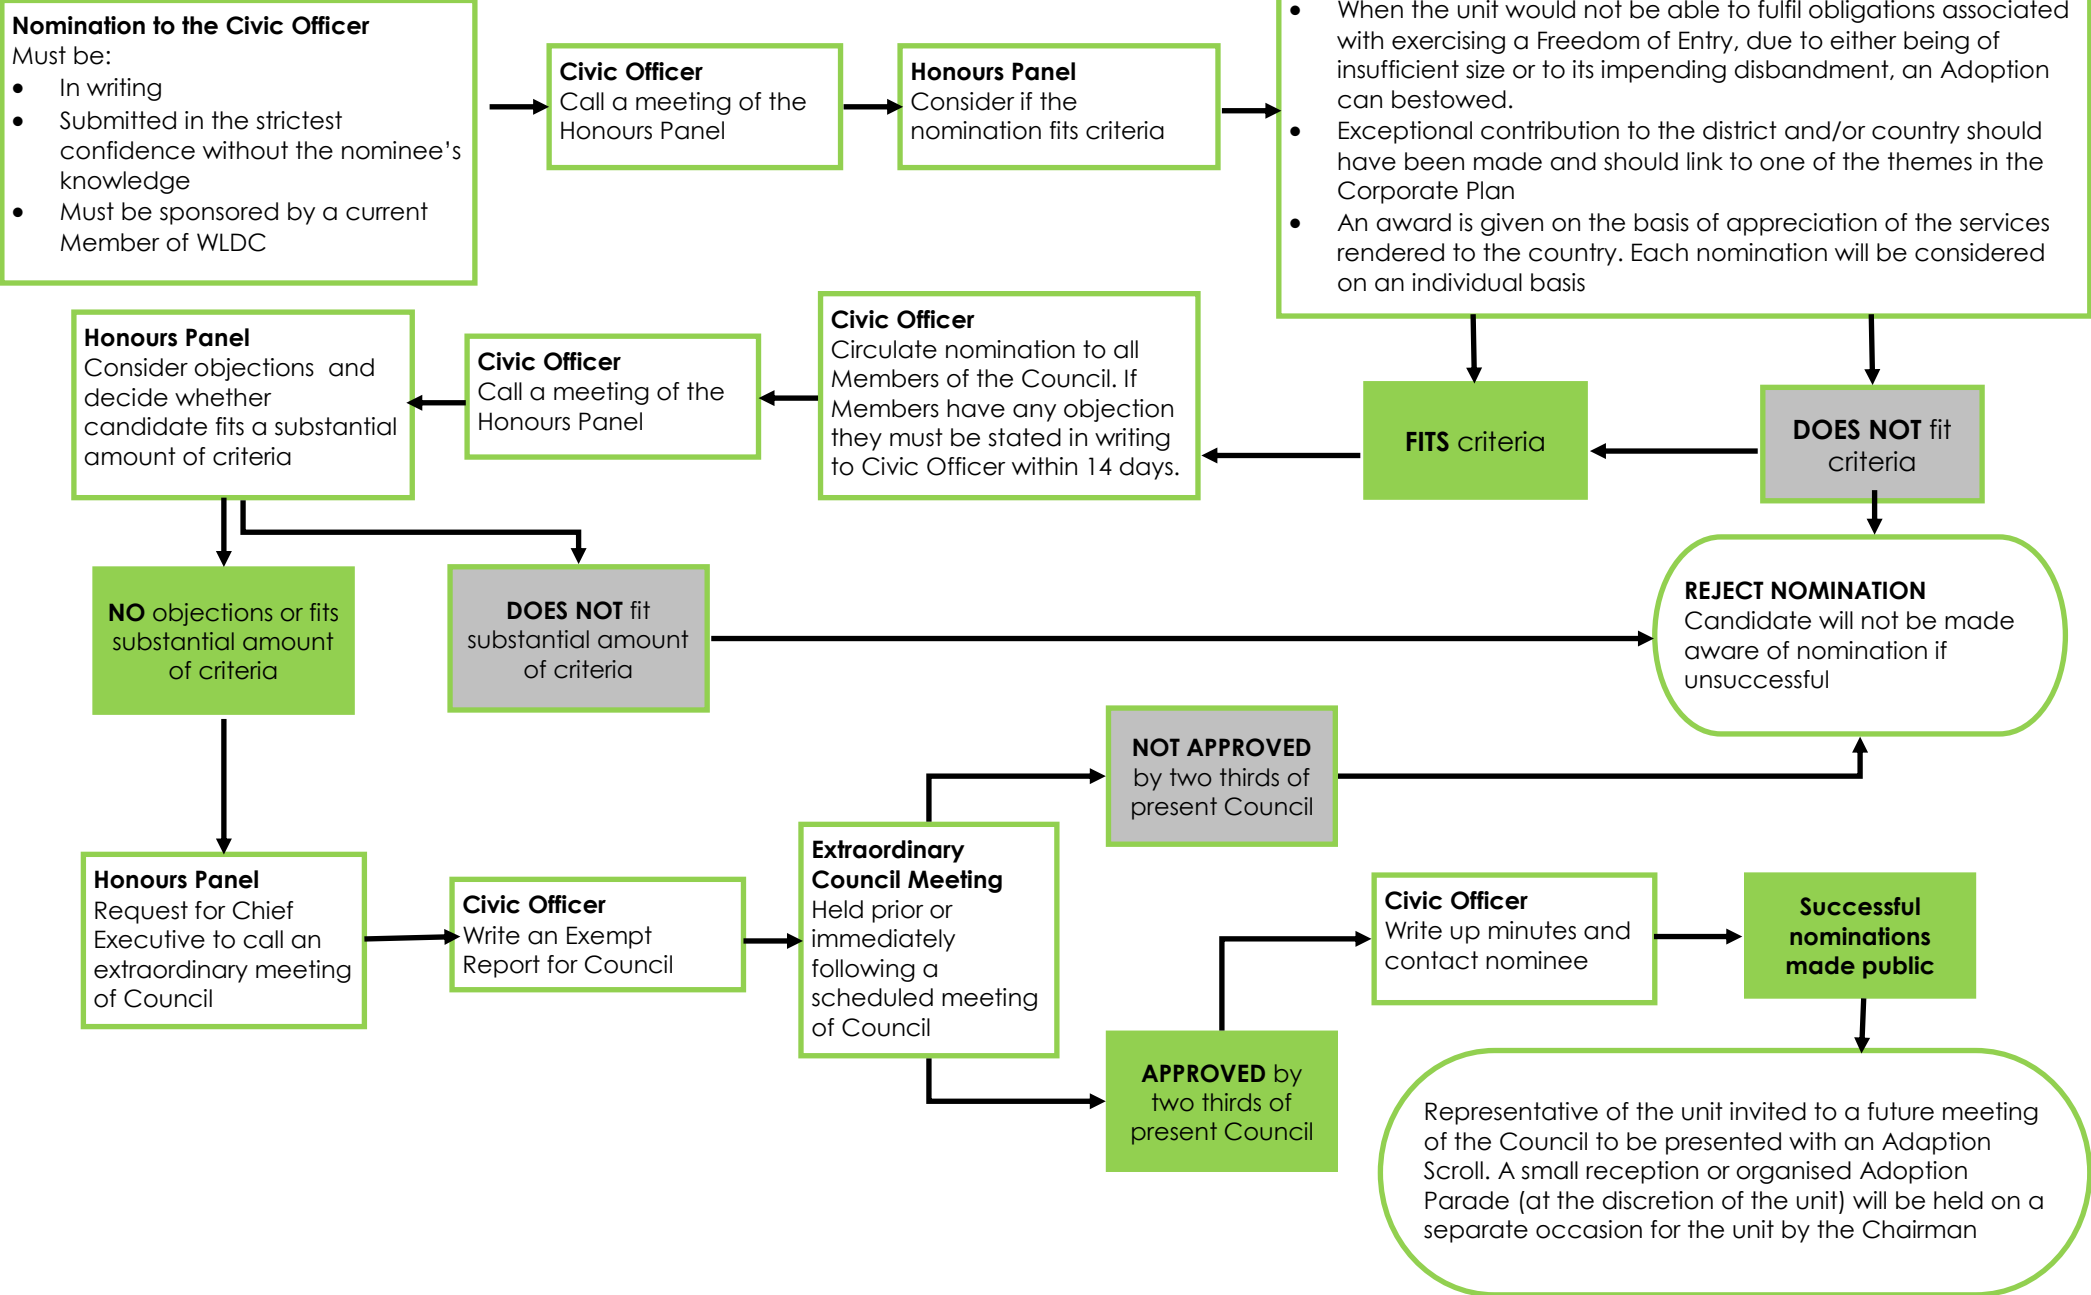 Nomination to the Civic Officer
Must be:
• In writing
• Submitted in the strictest
confidence without the nominee's
knowledge
• Must be sponsored by a current
Member of WLDC
Civic Officer
Call a meeting of the
Honours Panel
Honours Panel
Consider if the
nomination fits criteria
• When the unit would not be able to fulfil obligations associated
with exercising a Freedom of Entry, due to either being of
insufficient size or to its impending disbandment, an Adoption
can bestowed.
• Exceptional contribution to the district and/or country should
have been made and should link to one of the themes in the
Corporate Plan
• An award is given on the basis of appreciation of the services
rendered to the country. Each nomination will be considered
on an individual basis
FITS criteria
DOES NOT fit
criteria
Civic Officer
Circulate nomination to all
Members of the Council. If
Members have any objection
they must be stated in writing
to Civic Officer within 14 days.
Civic Officer
Call a meeting of the
Honours Panel
Honours Panel
Consider objections  and
decide whether
candidate fits a substantial
amount of criteria
NO objections or fits
substantial amount
of criteria
DOES NOT fit
substantial amount
of criteria
REJECT NOMINATION
Candidate will not be made
aware of nomination if
unsuccessful
Honours Panel
Request for Chief
Executive to call an
extraordinary meeting
of Council
Civic Officer
Write an Exempt
Report for Council
Extraordinary
Council Meeting
Held prior or
immediately
following a
scheduled meeting
of Council
NOT APPROVED
by two thirds of
present Council
APPROVED by
two thirds of
present Council
Civic Officer
Write up minutes and
contact nominee
Successful
nominations
made public
Representative of the unit invited to a future meeting
of the Council to be presented with an Adaption
Scroll. A small reception or organised Adoption
Parade (at the discretion of the unit) will be held on a
separate occasion for the unit by the Chairman